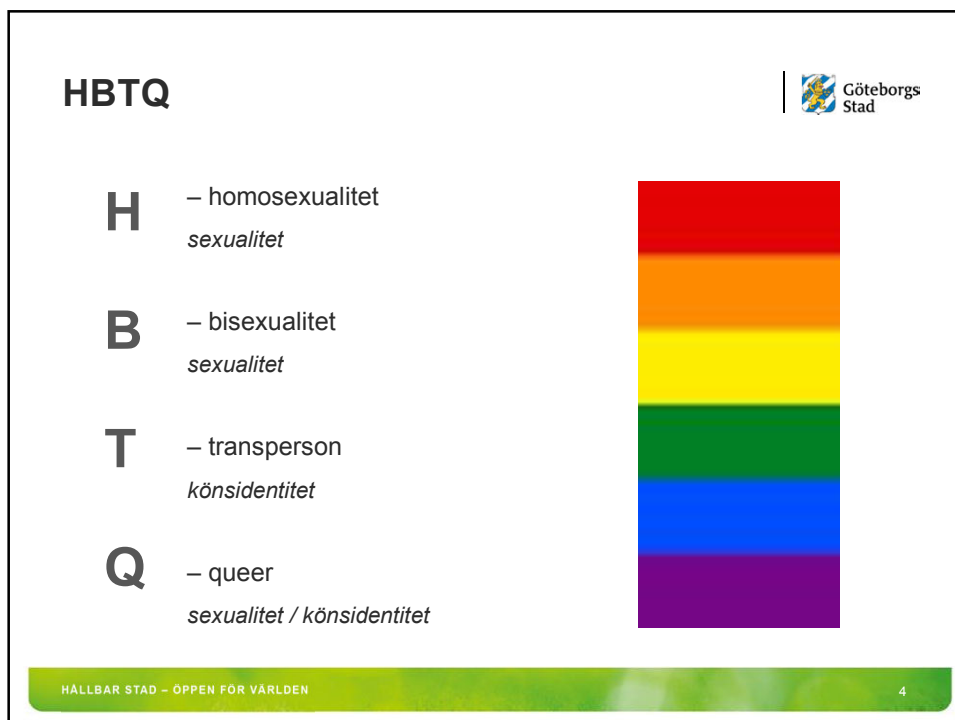 HBTQ
Göteborgs
Stad
H – homosexualitet
sexualitet
B – bisexualitet
sexualitet
T – transperson
könsidentitet
Q – queer
sexualitet / könsidentitet
HÅLLBAR STAD – ÖPPEN FÖR VÄRLDEN
4